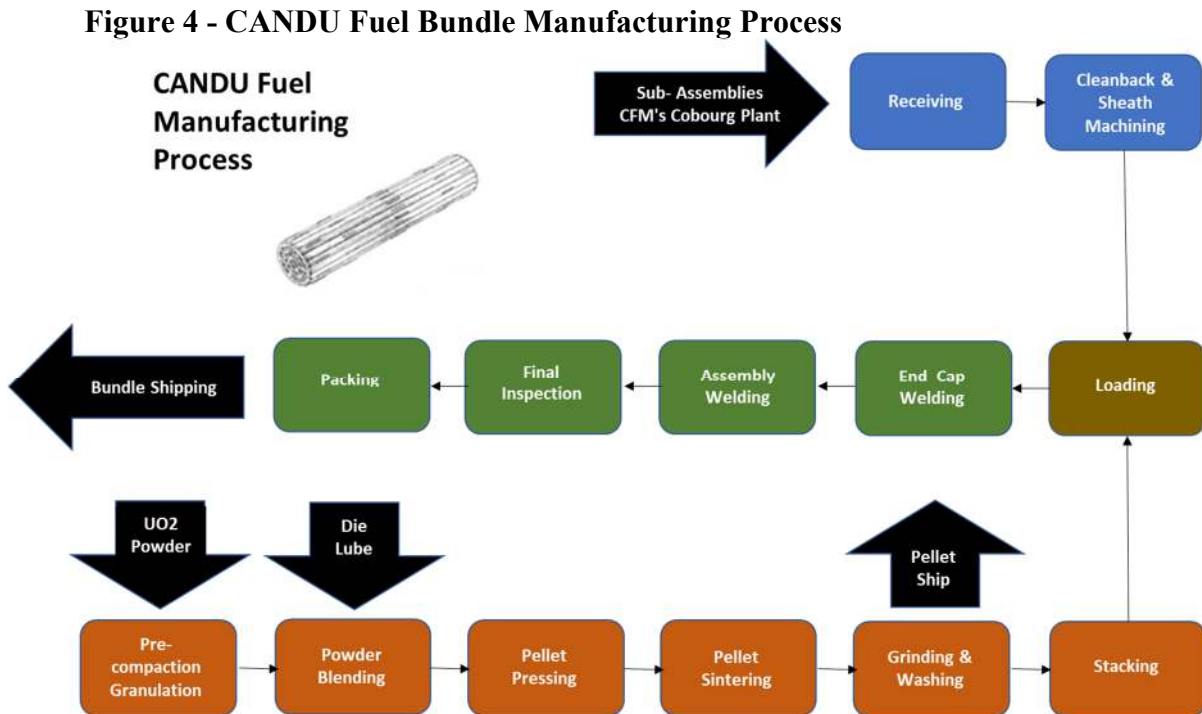 Figure 4 - CANDU Fuel Bundle Manufacturing Process
CANDU Fuel
Manufacturing
Process
Sub- Assemblies
CFM's Cobourg Plant
Receiving
Cleanback &
Sheath
Machining
Bundle Shipping
Packing
Final
Inspection
Assembly
Welding
End Cap
Welding
Loading
UO2
Powder
Die
Lube
Pellet
Ship
Pre-
compaction
Granulation
Powder
Blending
Pellet
Pressing
Pellet
Sintering
Grinding &
Washing
Stacking